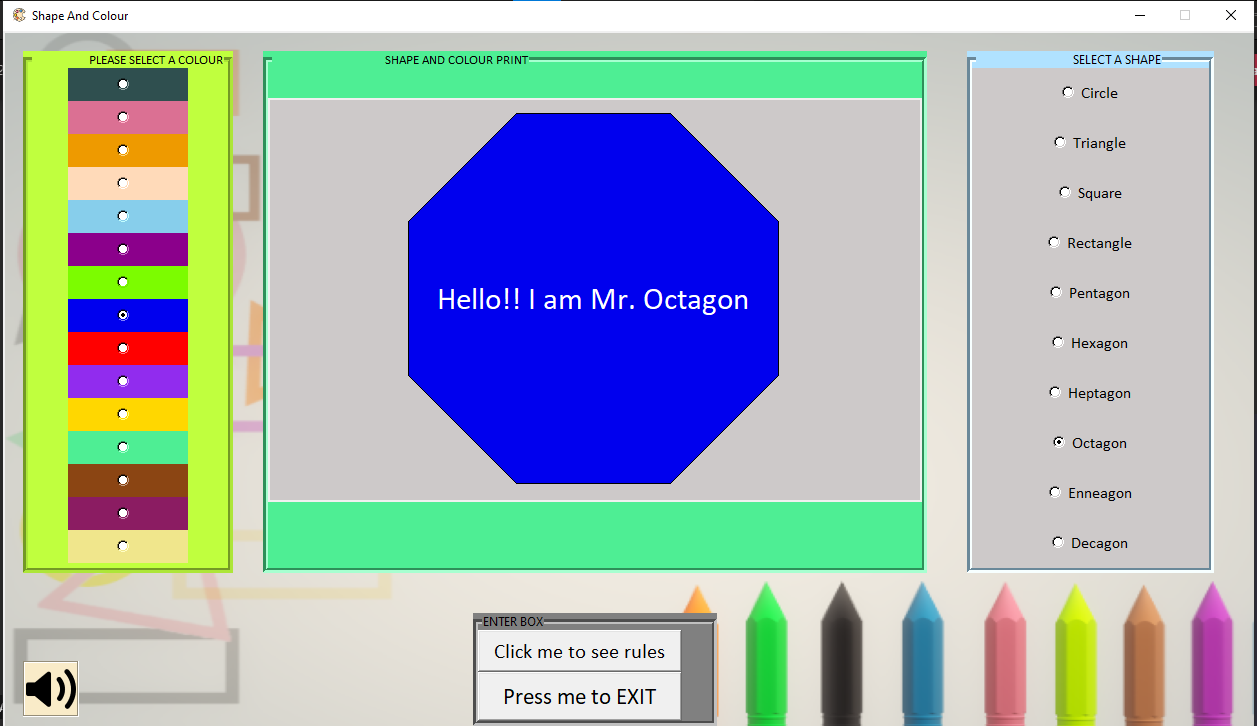 Shape And Colour
PLEASE SELECT A COLOUR
SHAPE AND COLOUR PRINT
Hello!! I am Mr. Octagon
SELECT A SHAPE
Circle
Triangle
Square
Rectangle
Pentagon
Hexagon
Heptagon
Octagon
Enneagon
Decagon
ENTER BOX
Click me to see rules
Press me to EXIT